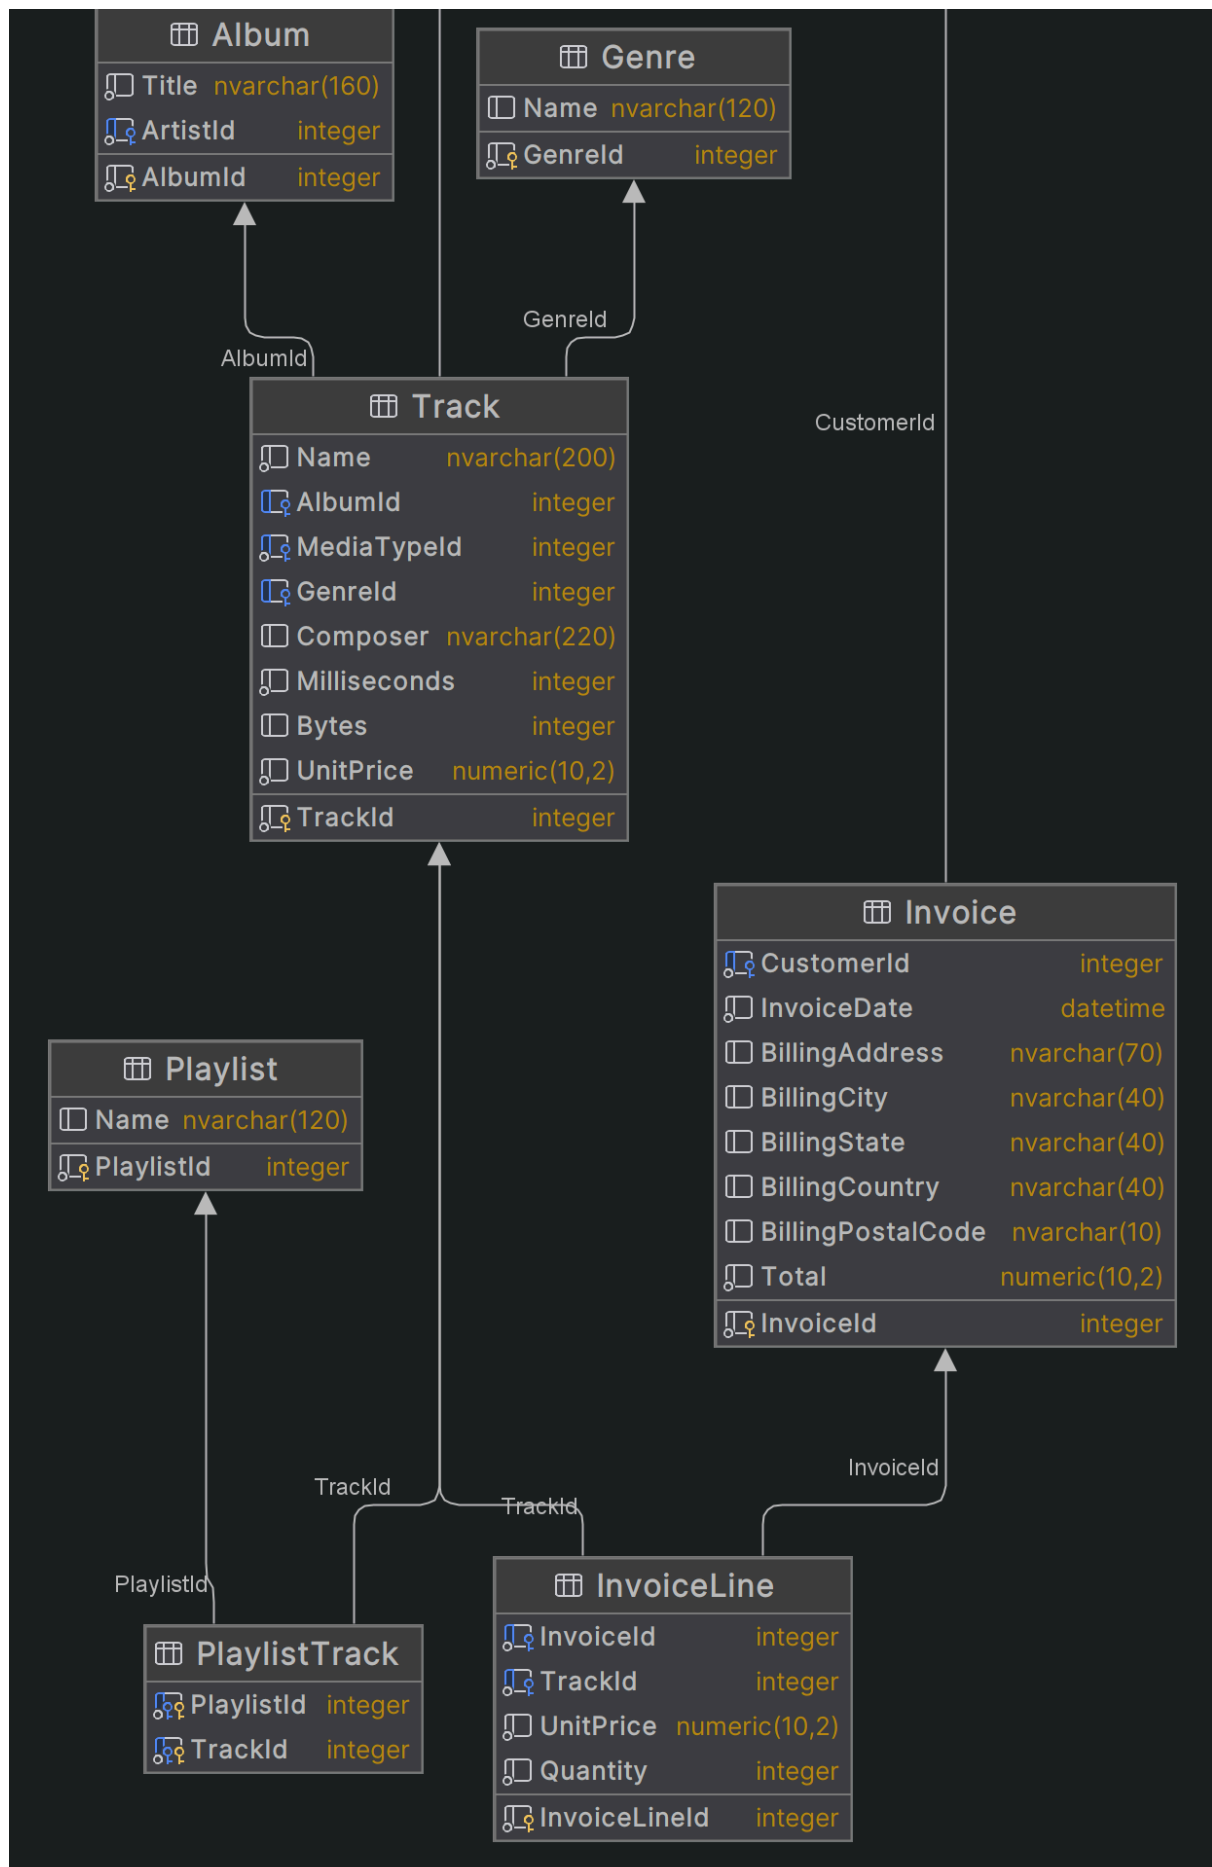 Album
Title nvarchar(160)
ArtistId integer
AlbumId integer
Genre
Name nvarchar(120)
GenreId integer
AlbumId
GenreId
CustomerId
Track
Name nvarchar(200)
AlbumId integer
MediaTypeId integer
GenreId integer
Composer nvarchar(220)
Milliseconds integer
Bytes integer
UnitPrice numeric(10,2)
TrackId integer
Invoice
CustomerId integer
InvoiceDate datetime
BillingAddress nvarchar(70)
BillingCity nvarchar(40)
BillingState nvarchar(40)
BillingCountry nvarchar(40)
BillingPostalCode nvarchar(10)
Total numeric(10,2)
InvoiceId integer
Playlist
Name nvarchar(120)
PlaylistId integer
TrackId
TrackId
InvoiceId
PlaylistId
PlaylistTrack
PlaylistId integer
TrackId integer
InvoiceLine
InvoiceId integer
TrackId integer
UnitPrice numeric(10,2)
Quantity integer
InvoiceLineId integer